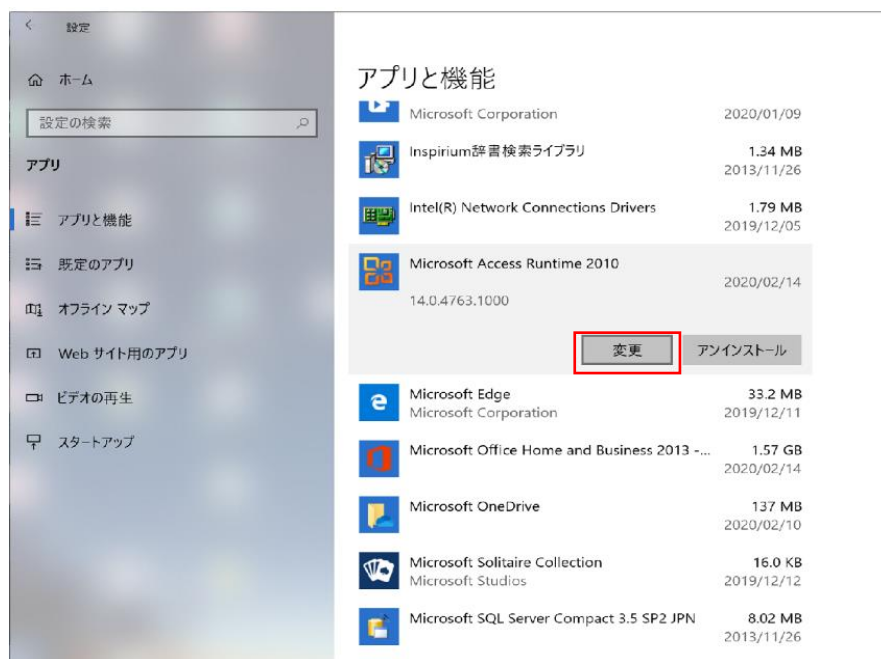 設定
ホーム
設定の検索
アプリ
アプリと機能
既定のアプリ
オフライン マップ
Web サイト用のアプリ
ビデオの再生
スタートアップ
アプリと機能
Microsoft Corporation 2020/01/09
Inspirium辞書検索ライブラリ 1.34 MB
2013/11/26
Intel(R) Network Connections Drivers 1.79 MB
2019/12/05
Microsoft Access Runtime 2010
2020/02/14
14.0.4763.1000
変更 アンインストール
Microsoft Edge 33.2 MB
Microsoft Corporation 2019/12/11
Microsoft Office Home and Business 2013 -... 1.57 GB
2020/02/14
Microsoft OneDrive 137 MB
2020/02/10
Microsoft Solitaire Collection 16.0 KB
Microsoft Studios 2019/12/12
Microsoft SQL Server Compact 3.5 SP2 JPN 8.02 MB
2013/11/26